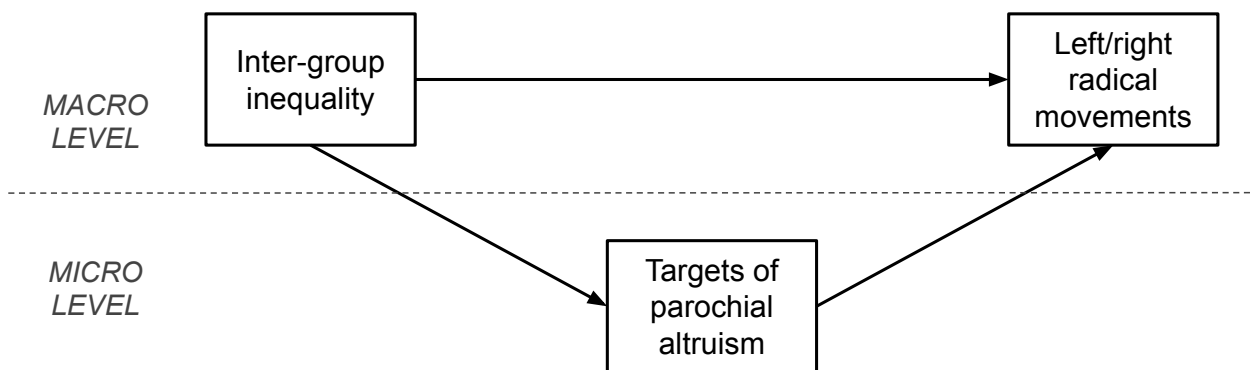 Inter-group
inequality
Left/right
radical
movements
MACRO
LEVEL
MICRO
LEVEL
Targets of
parochial
altruism